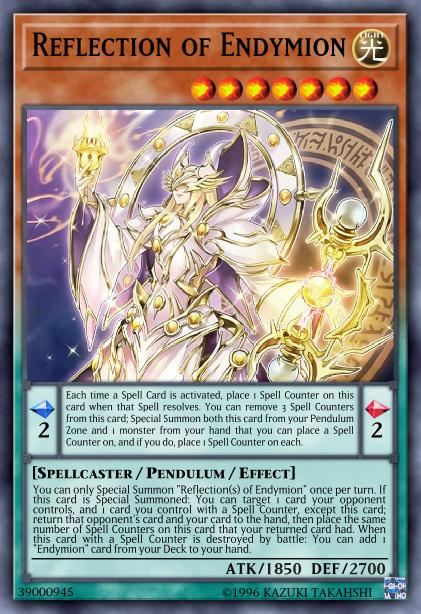 REFLECTION OF ENDYMION
LIGHT
光
Each time a Spell Card is activated, place 1 Spell Counter on this
card when that Spell resolves. You can remove 3 Spell Counters
from this card; Special Summon both this card from your Pendulum
Zone and 1 monster from your hand that you can place a Spell
Counter on, and if you do, place 1 Spell Counter on each.
2
2
[SPELLCASTER / PENDULUM / EFFECT]
You can only Special Summon "Reflection(s) of Endymion" once per turn. If
this card is Special Summoned: You can target 1 card your opponent
controls, and 1 card you control with a Spell Counter, except this card;
return that opponent's card and your card to the hand, then place the same
number of Spell Counters on this card that your returned card had. When
this card with a Spell Counter is destroyed by battle: You can add 1
"Endymion" card from your Deck to your hand.
ATK/1850 DEF/2700
39000945
©1996 KAZUKI TAKAHSHI